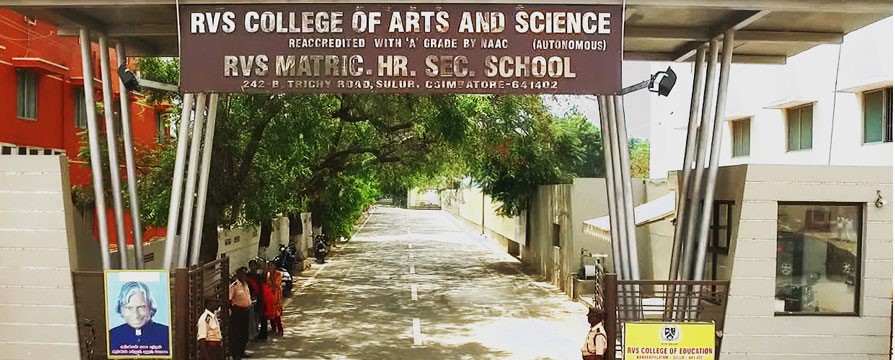 RVS COLLEGE OF ARTS AND SCIENCE
REACCREDITED WITH 'A' GRADE BY NAAC (AUTONOMOUS)
RVS MATRIC. HR. SEC. SCHOOL
242-B, TRICHY ROAD, SULUR, COIMBATORE-641402
RVS COLLEGE OF EDUCATION